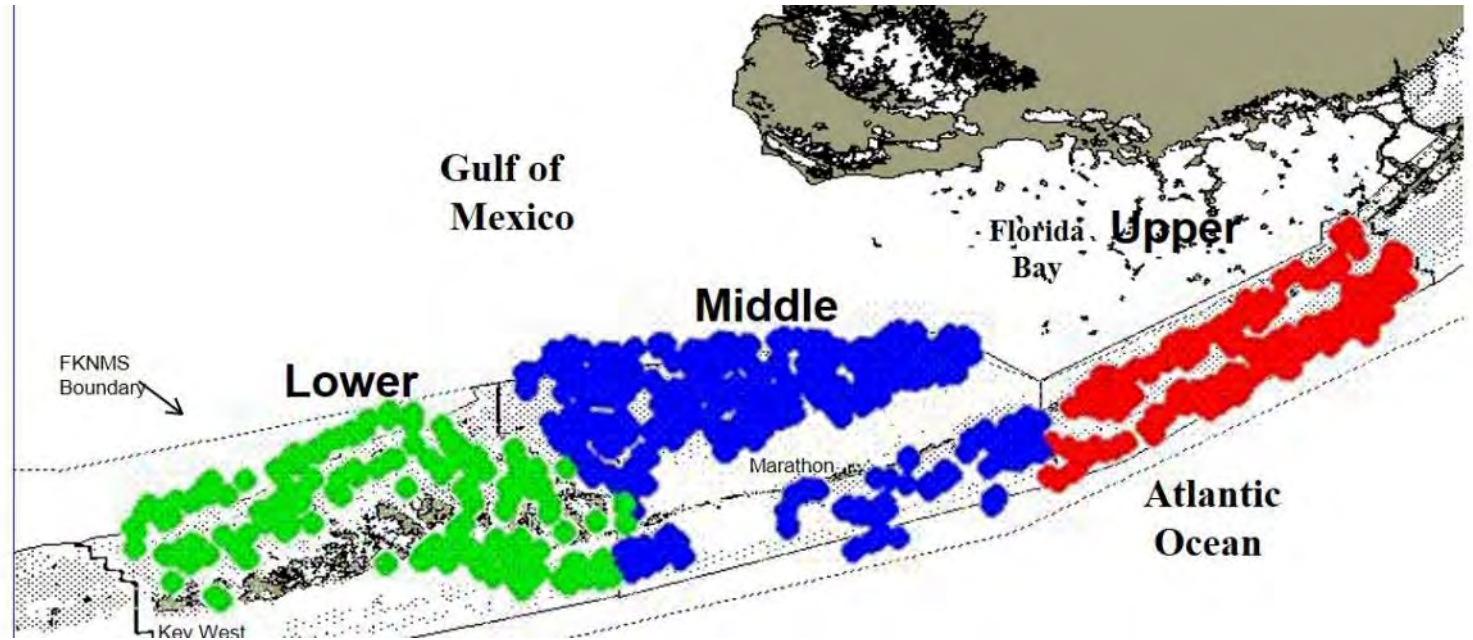 Gulf of
Mexico
Florida
Bay
Upper
Middle
FKNMS
Boundary
Lower
Marathon
Atlantic
Ocean
Key West